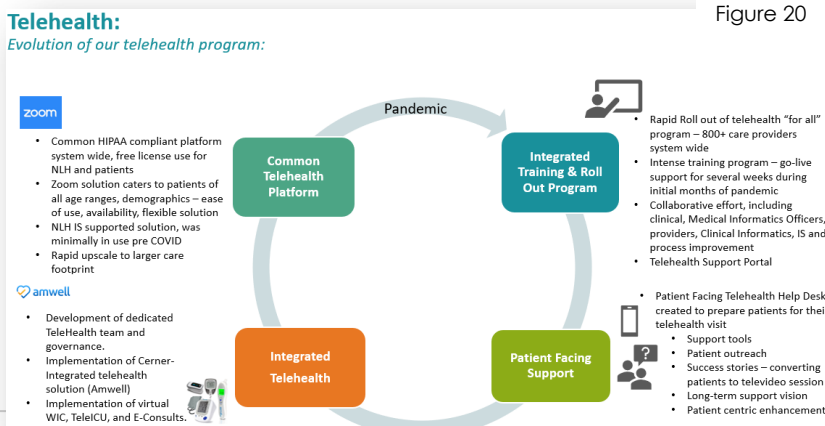 Figure 20
Telehealth:
Evolution of our telehealth program:
zoom
• Common HIPAA compliant platform
system wide, free license use for
NLH and patients
• Zoom solution caters to patients of
all age ranges, demographics – ease
of use, availability, flexible solution
• NLH IS supported solution, was
minimally in use pre COVID
• Rapid upscale to larger care
footprint
amwell
• Development of dedicated
TeleHealth team and
governance.
• Implementation of Cerner-
Integrated telehealth
solution (Amwell)
• Implementation of virtual
WIC, TeleICU, and E-Consults.
Pandemic
Common
Telehealth
Platform
Integrated
Training & Roll
Out Program
Integrated
Telehealth
Patient Facing
Support
• Rapid Roll out of telehealth “for all”
program – 800+ care providers
system wide
• Intense training program – go-live
support for several weeks during
initial months of pandemic
• Collaborative effort, including
clinical, Medical Informatics Officers,
providers, Clinical Informatics, IS and
process improvement
• Telehealth Support Portal
• Patient Facing Telehealth Help Desk
created to prepare patients for thei
telehealth visit
• Support tools
• Patient outreach
• Success stories – converting
patients to televideo session
• Long-term support vision
• Patient centric enhancement
?